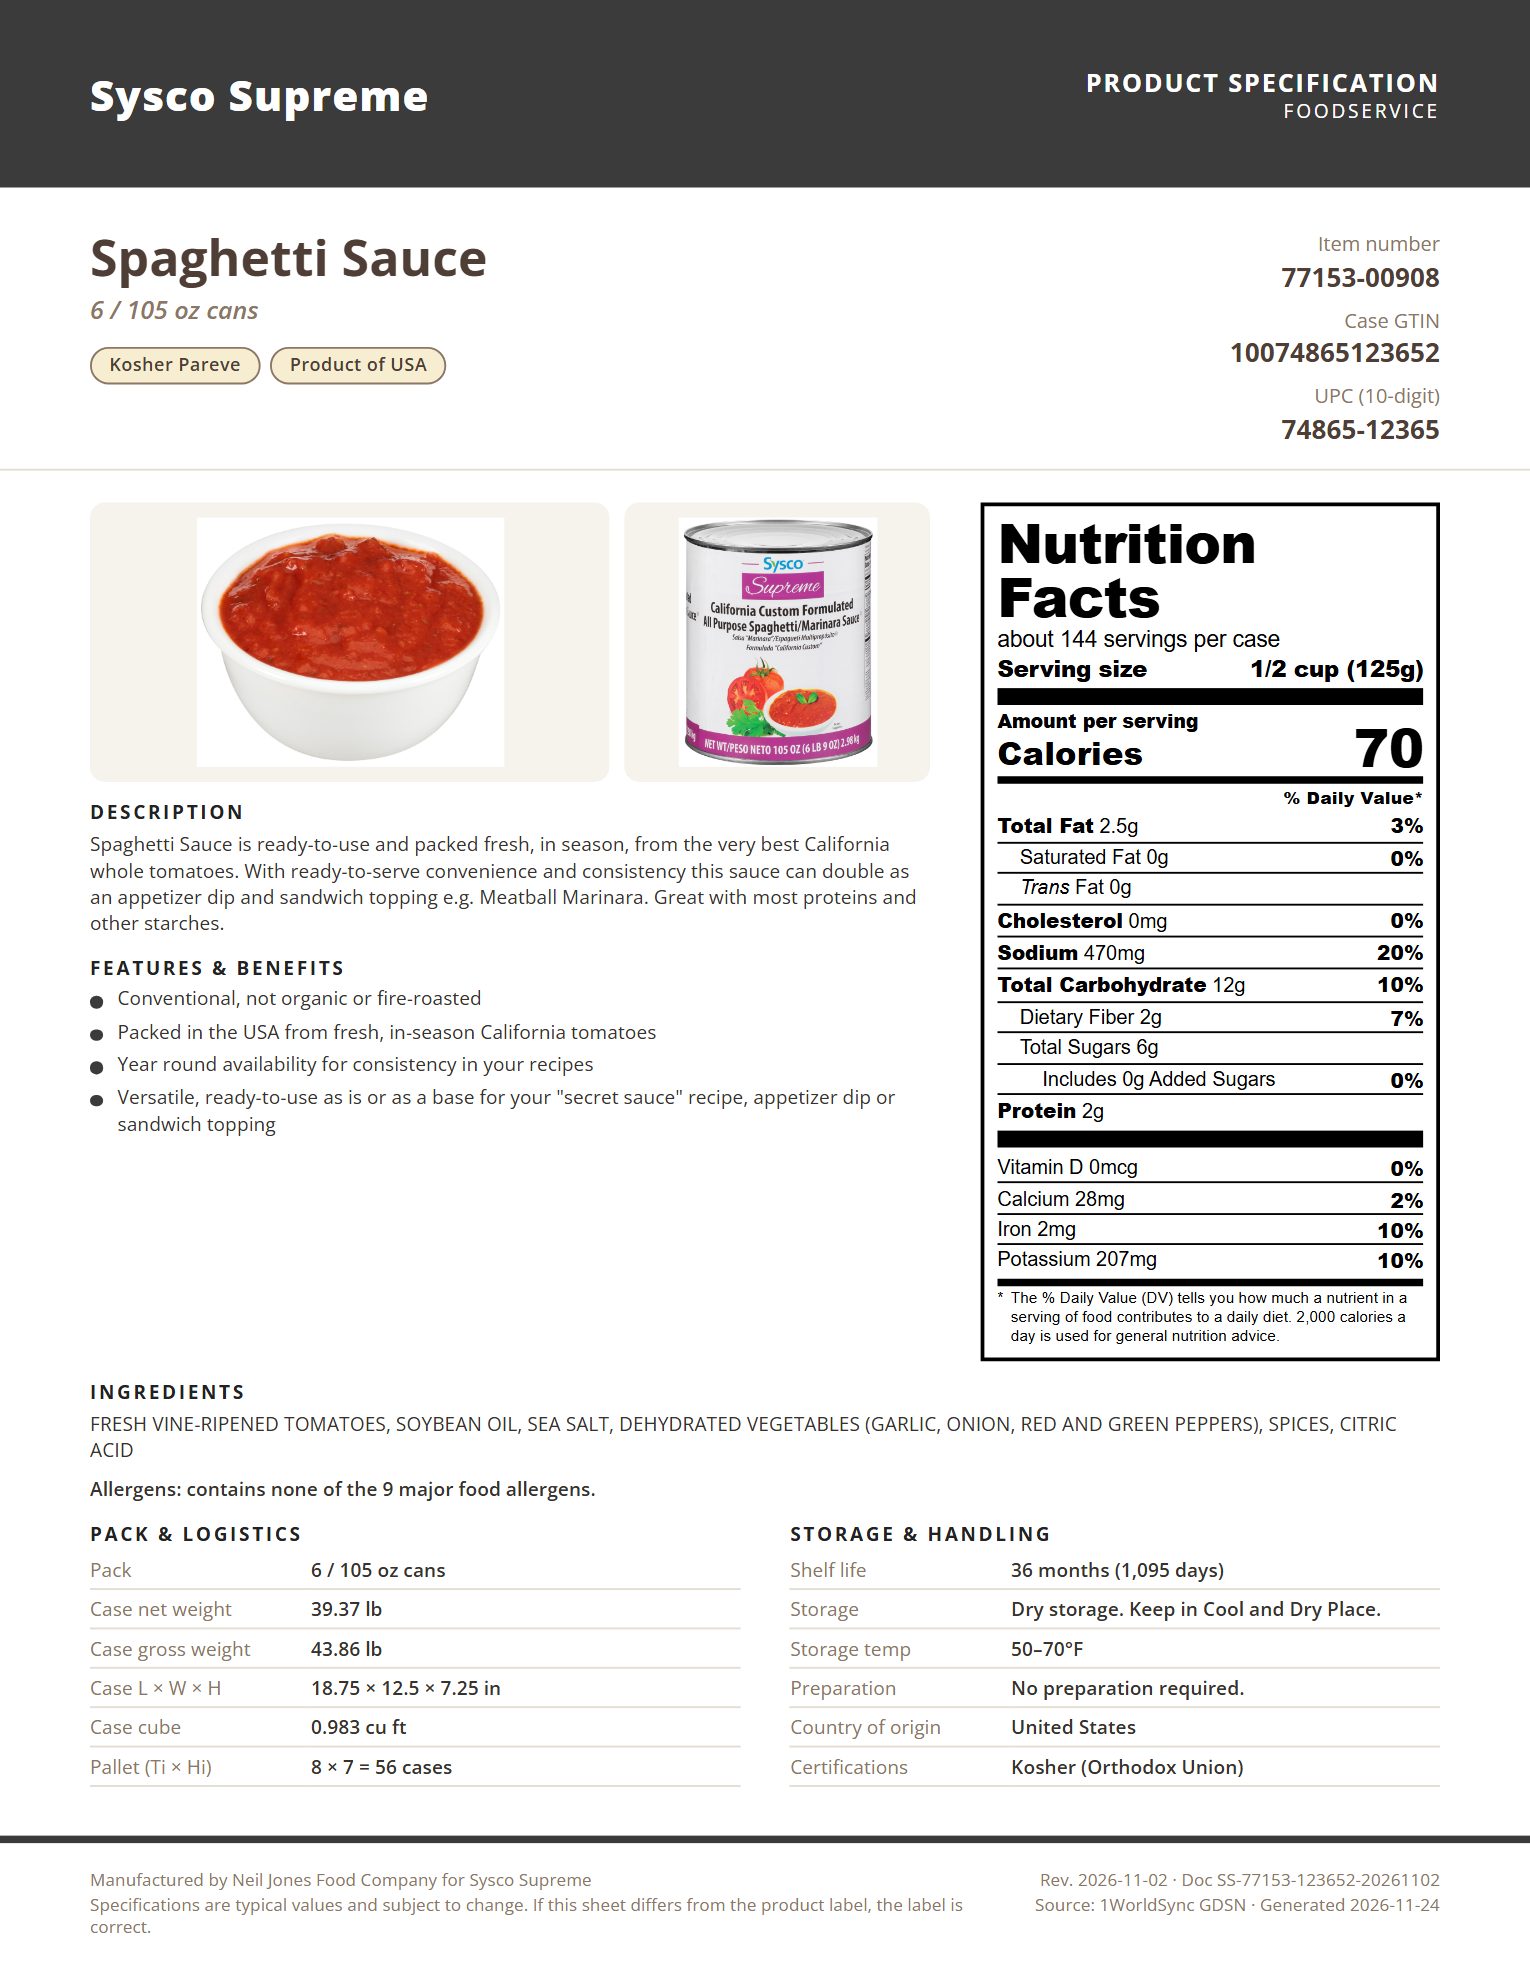 Sysco Supreme
PRODUCT SPECIFICATION
FOODSERVICE
Spaghetti Sauce
6 / 105 oz cans
Kosher Pareve
Product of USA
Item number
77153-00908
Case GTIN
10074865123652
UPC (10-digit)
74865-12365
Sysco
Supreme
California Custom Formulated
All Purpose Spaghetti/Marinara Sauce
Salsa "Marinara"/Espagueti Multipropósito
Formulada "California Custom"
NET WT/PESO NETO 105 OZ (6 LB 9 OZ) 2.98 kg
DESCRIPTION
Spaghetti Sauce is ready-to-use and packed fresh, in season, from the very best California
whole tomatoes. With ready-to-serve convenience and consistency this sauce can double as
an appetizer dip and sandwich topping e.g. Meatball Marinara. Great with most proteins and
other starches.
FEATURES & BENEFITS
Conventional, not organic or fire-roasted
Packed in the USA from fresh, in-season California tomatoes
Year round availability for consistency in your recipes
Versatile, ready-to-use as is or as a base for your "secret sauce" recipe, appetizer dip or
sandwich topping
Nutrition
Facts
about 144 servings per case
Serving size 1/2 cup (125g)
Amount per serving
Calories 70
% Daily Value*
Total Fat 2.5g 3%
Saturated Fat 0g 0%
Trans Fat 0g
Cholesterol 0mg 0%
Sodium 470mg 20%
Total Carbohydrate 12g 10%
Dietary Fiber 2g 7%
Total Sugars 6g
Includes 0g Added Sugars 0%
Protein 2g
Vitamin D 0mcg 0%
Calcium 28mg 2%
Iron 2mg 10%
Potassium 207mg 10%
* The % Daily Value (DV) tells you how much a nutrient in a
serving of food contributes to a daily diet. 2,000 calories a
day is used for general nutrition advice.
INGREDIENTS
FRESH VINE-RIPENED TOMATOES, SOYBEAN OIL, SEA SALT, DEHYDRATED VEGETABLES (GARLIC, ONION, RED AND GREEN PEPPERS), SPICES, CITRIC
ACID
Allergens: contains none of the 9 major food allergens.
PACK & LOGISTICS
Pack 6 / 105 oz cans
Case net weight 39.37 lb
Case gross weight 43.86 lb
Case L × W × H 18.75 × 12.5 × 7.25 in
Case cube 0.983 cu ft
Pallet (Ti × Hi) 8 × 7 = 56 cases
STORAGE & HANDLING
Shelf life 36 months (1,095 days)
Storage Dry storage. Keep in Cool and Dry Place.
Storage temp 50–70°F
Preparation No preparation required.
Country of origin United States
Certifications Kosher (Orthodox Union)
Manufactured by Neil Jones Food Company for Sysco Supreme
Specifications are typical values and subject to change. If this sheet differs from the product label, the label is
correct.
Rev. 2026-11-02 · Doc SS-77153-123652-20261102
Source: 1WorldSync GDSN · Generated 2026-11-24